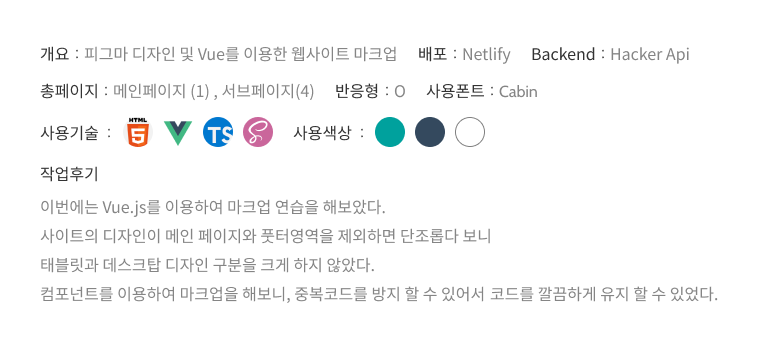 개요 : 피그마 디자인 및 Vue를 이용한 웹사이트 마크업 배포 : Netlify Backend : Hacker Api
총페이지 : 메인페이지 (1) , 서브페이지(4) 반응형 : O 사용폰트 : Cabin
사용기술 : HTML 5 TS 사용색상 :
작업후기
이번에는 Vue.js를 이용하여 마크업 연습을 해보았다.
사이트의 디자인이 메인 페이지와 풋터영역을 제외하면 단조롭다 보니
태블릿과 데스크탑 디자인 구분을 크게 하지 않았다.
컴포넌트를 이용하여 마크업을 해보니, 중복코드를 방지 할 수 있어서 코드를 깔끔하게 유지 할 수 있었다.